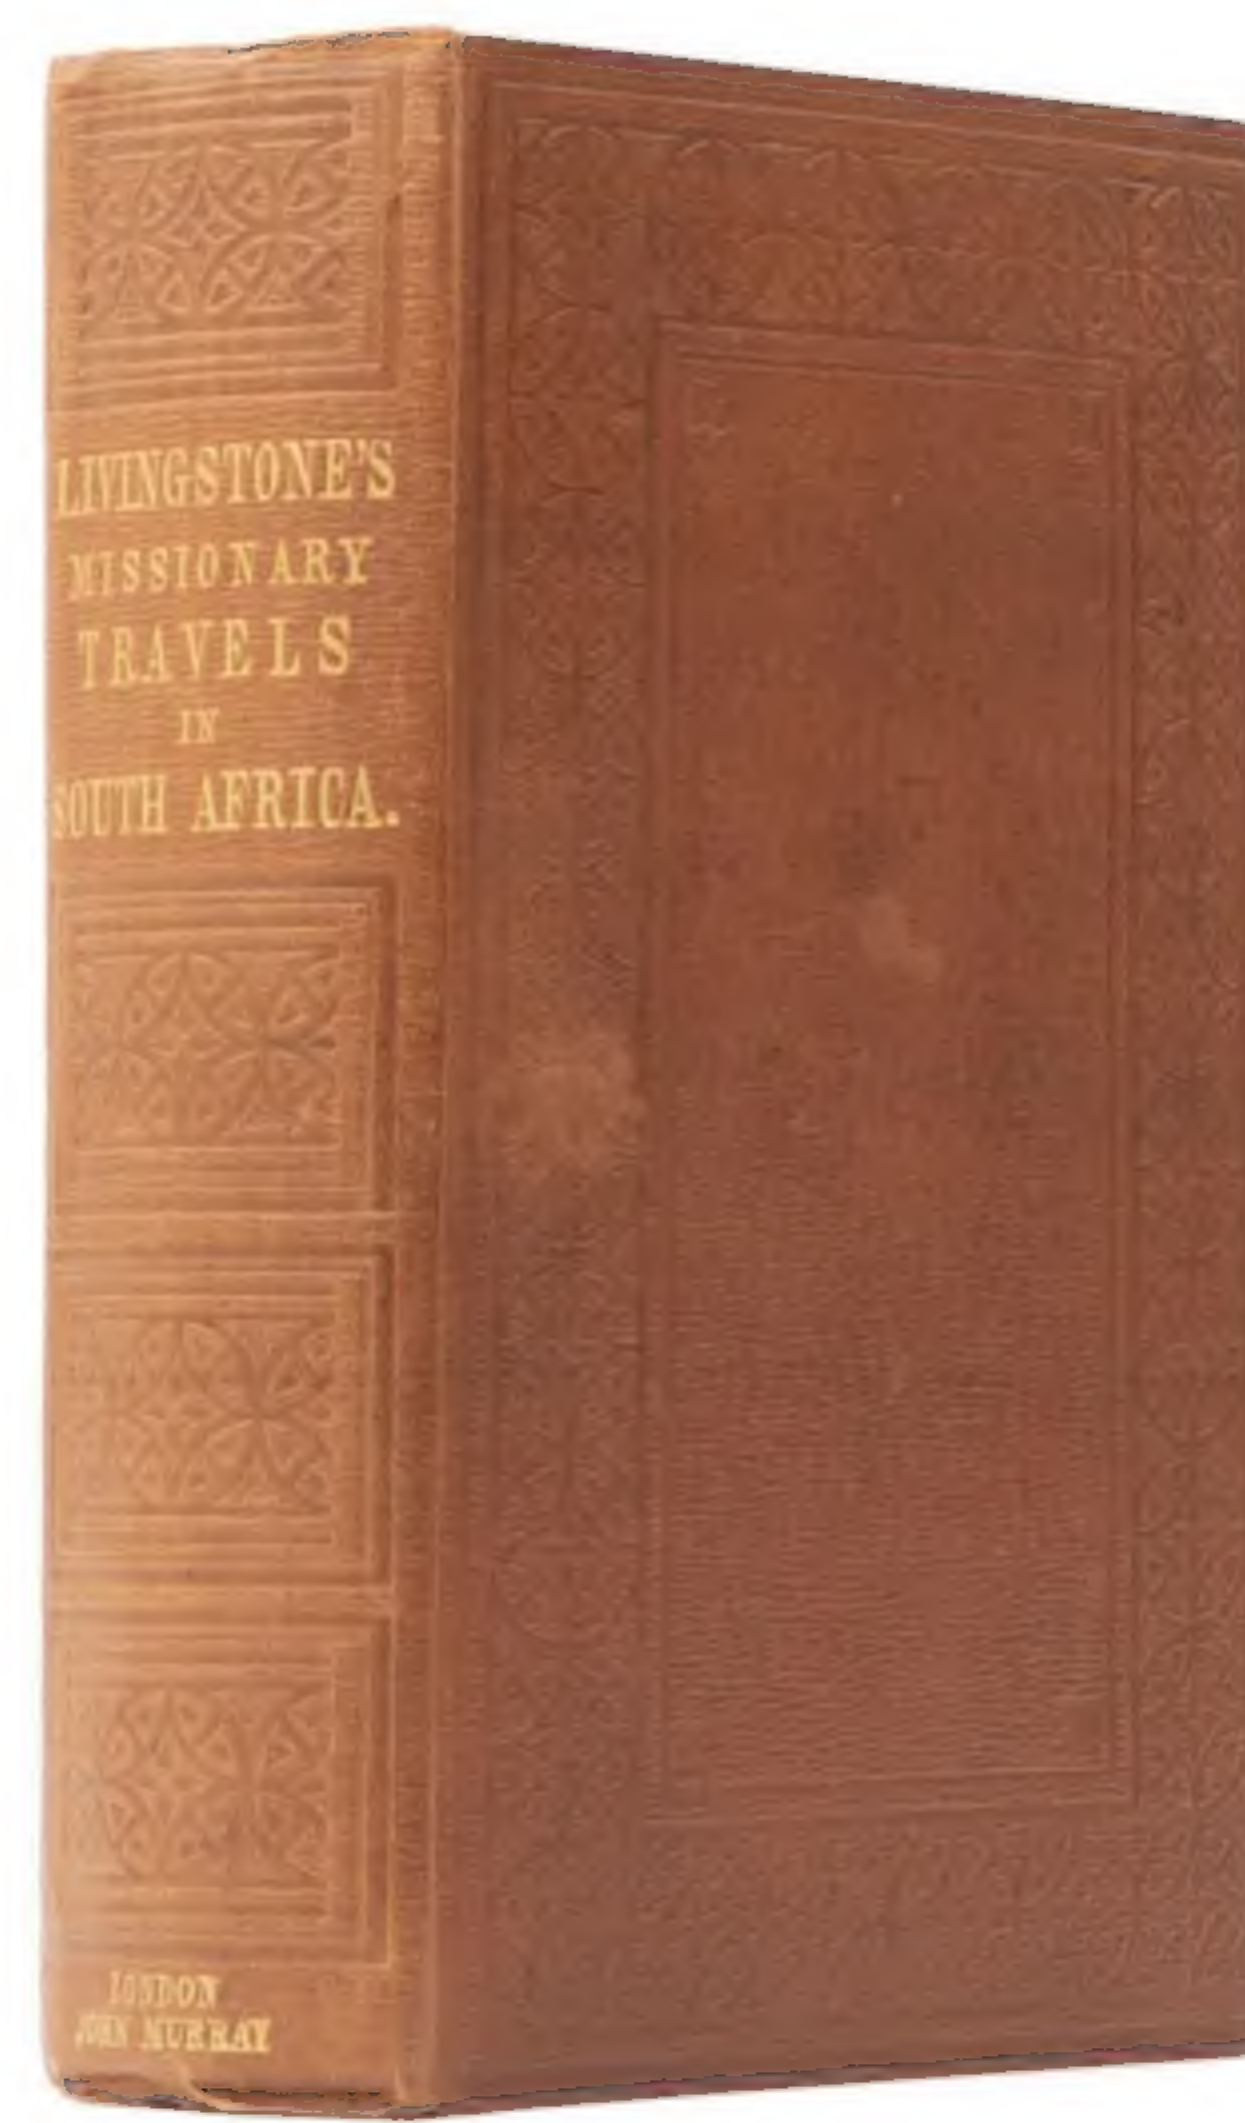 LIVINGSTONE'S
MISSIONARY
TRAVELS
IN
SOUTH AFRICA.
LONDON
JOHN MURRAY